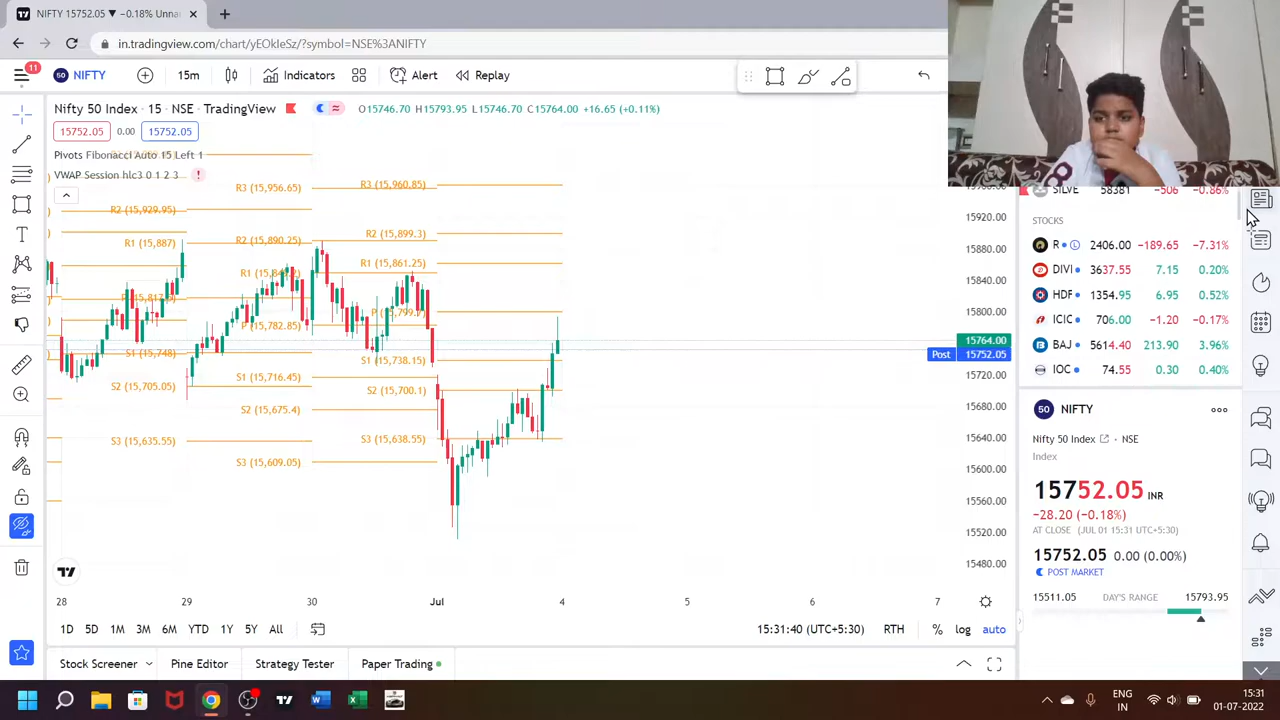 NIFTY 15752.05 ▼ −0.18% Unna
in.tradingview.com/chart/yEOkIeSz/?symbol=NSE%3ANIFTY
11
50 NIFTY 15m Indicators Alert Replay
Nifty 50 Index · 15 · NSE · TradingView O15746.70 H15793.95 L15746.70 C15764.00 +16.65 (+0.11%)
15752.05 0.00 15752.05
Pivots Fibonacci Auto 15 Left 1
VWAP Session hlc3 0 1 2 3 !
R2 (15,929.95)
R1 (15,887)
S1 (15,748)
S2 (15,705.05)
S3 (15,635.55)
R3 (15,956.65)
R2 (15,890.25)
P (15,782.85)
S1 (15,716.45)
S2 (15,675.4)
S3 (15,609.05)
R3 (15,960.85)
R2 (15,899.3)
R1 (15,861.25)
S1 (15,738.15)
S2 (15,700.1)
S3 (15,638.55)
15920.00
15880.00
15840.00
15800.00
15764.00
Post 15752.05
15720.00
15680.00
15640.00
15600.00
15560.00
15520.00
15480.00
28 29 30 Jul 4 5 6 7
1D 5D 1M 3M 6M YTD 1Y 5Y All
15:31:40 (UTC+5:30) RTH % log auto
Stock Screener Pine Editor Strategy Tester Paper Trading
SILVE 58381 −506 −0.86%
STOCKS
R L 2406.00 −189.65 −7.31%
DIVI 3637.55 7.15 0.20%
HDF 1354.95 6.95 0.52%
ICIC 706.00 −1.20 −0.17%
BAJ 5614.40 213.90 3.96%
IOC 74.55 0.30 0.40%
50 NIFTY
Nifty 50 Index NSE
Index
15752.05 INR
−28.20 (−0.18%)
AT CLOSE (JUL 01 15:31 UTC+5:30)
15752.05 0.00 (0.00%)
POST MARKET
15511.05 DAY'S RANGE 15793.95
ENG
IN
15:31
01-07-2022